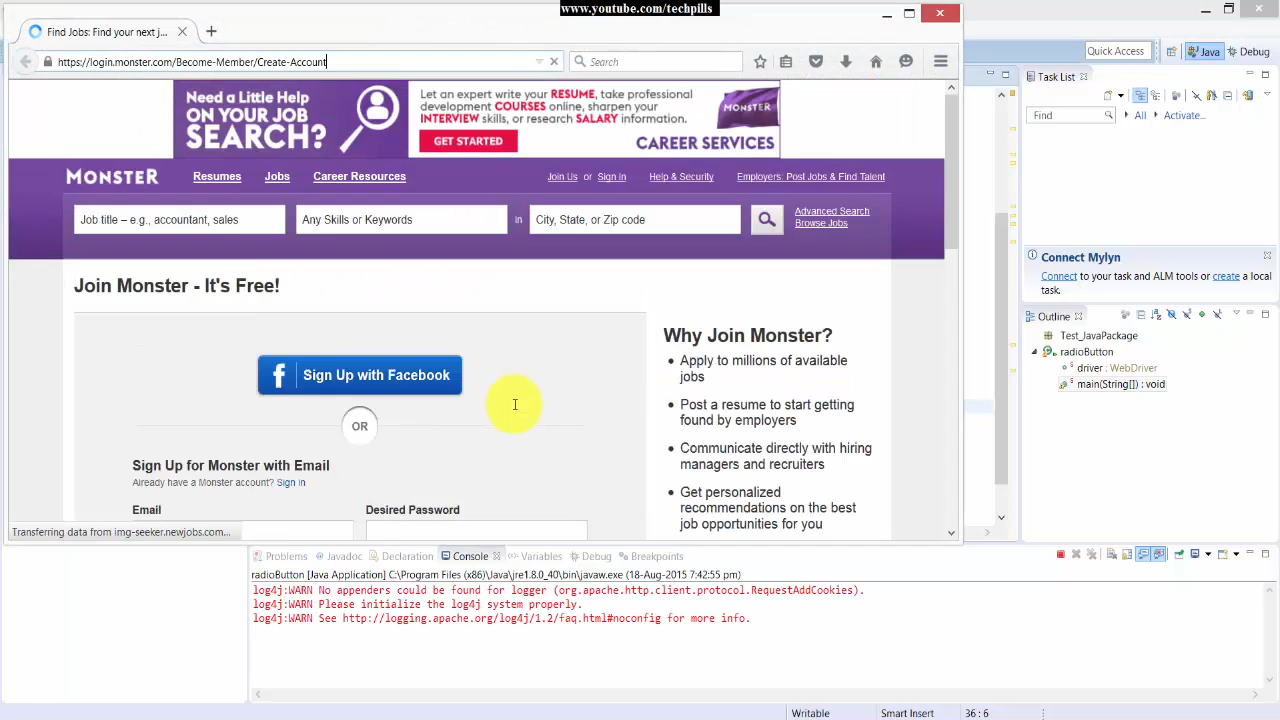 www.youtube.com/techpills
Find Jobs: Find your next j...
https://login.monster.com/Become-Member/Create-Account
Search
Need a Little Help
ON YOUR JOB
SEARCH?
Let an expert write your RESUME, take professional
development COURSES online, sharpen your
INTERVIEW skills, or research SALARY information.
GET STARTED
MONSTER
CAREER SERVICES
MONSTER
Resumes
Jobs
Career Resources
Join Us or Sign In
Help & Security
Employers: Post Jobs & Find Talent
Job title – e.g., accountant, sales
Any Skills or Keywords
in
City, State, or Zip code
Advanced Search
Browse Jobs
Join Monster - It's Free!
f Sign Up with Facebook
OR
Sign Up for Monster with Email
Already have a Monster account? Sign in
Email
Desired Password
Why Join Monster?
• Apply to millions of available
jobs
• Post a resume to start getting
found by employers
• Communicate directly with hiring
managers and recruiters
• Get personalized
recommendations on the best
job opportunities for you
Transferring data from img-seeker.newjobs.com...
Quick Access
Java
Debug
Task List
Find
All
Activate...
Connect Mylyn
Connect to your task and ALM tools or create a local
task.
Outline
Test_JavaPackage
radioButton
driver : WebDriver
main(String[]) : void
Problems
Javadoc
Declaration
Console
Variables
Debug
Breakpoints
radioButton [Java Application] C:\Program Files (x86)\Java\jre1.8.0_40\bin\javaw.exe (18-Aug-2015 7:42:55 pm)
log4j:WARN No appenders could be found for logger (org.apache.http.client.protocol.RequestAddCookies).
log4j:WARN Please initialize the log4j system properly.
log4j:WARN See http://logging.apache.org/log4j/1.2/faq.html#noconfig for more info.
Writable
Smart Insert
36 : 6